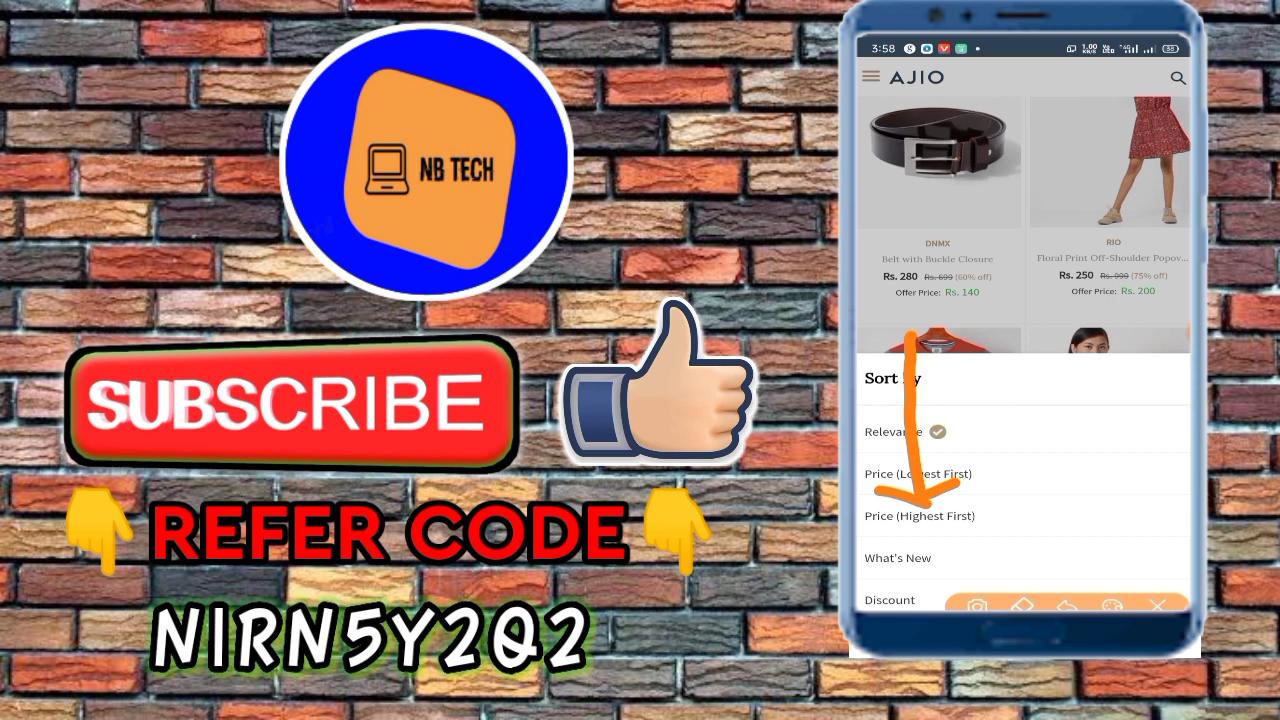 NB TECH
SUBSCRIBE
REFER CODE
NIRN5Y2Q2
3:58
88
AJIO
DNMX
Belt with Buckle Closure
Rs. 280 Rs. 699 (60% off)
Offer Price: Rs. 140
RIO
Floral Print Off-Shoulder Popov...
Rs. 250 Rs. 999 (75% off)
Offer Price: Rs. 200
Sort By
Relevance
Price (Lowest First)
Price (Highest First)
What's New
Discount